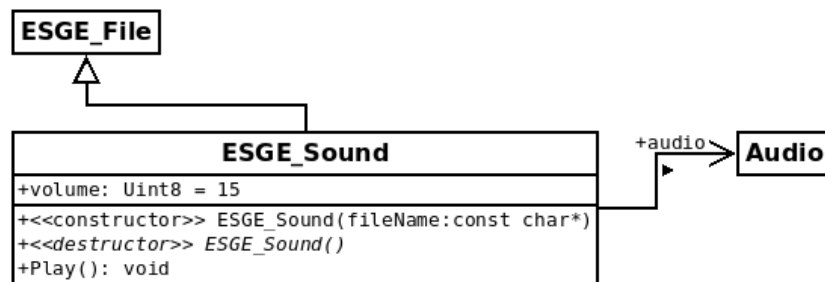 ESGE_File
ESGE_Sound
+volume: Uint8 = 15
+<<constructor>> ESGE_Sound(fileName:const char*)
+<<destructor>> ESGE_Sound()
+Play(): void
+audio
Audio